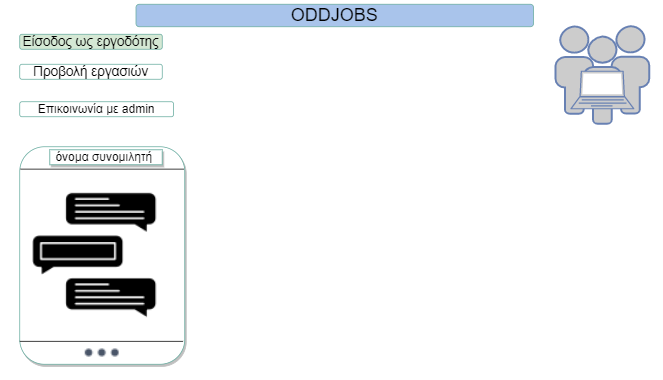 ODDJOBS
Είσοδος ως εργοδότης
Προβολή εργασιών
Επικοινωνία με admin
όνομα συνομιλητή